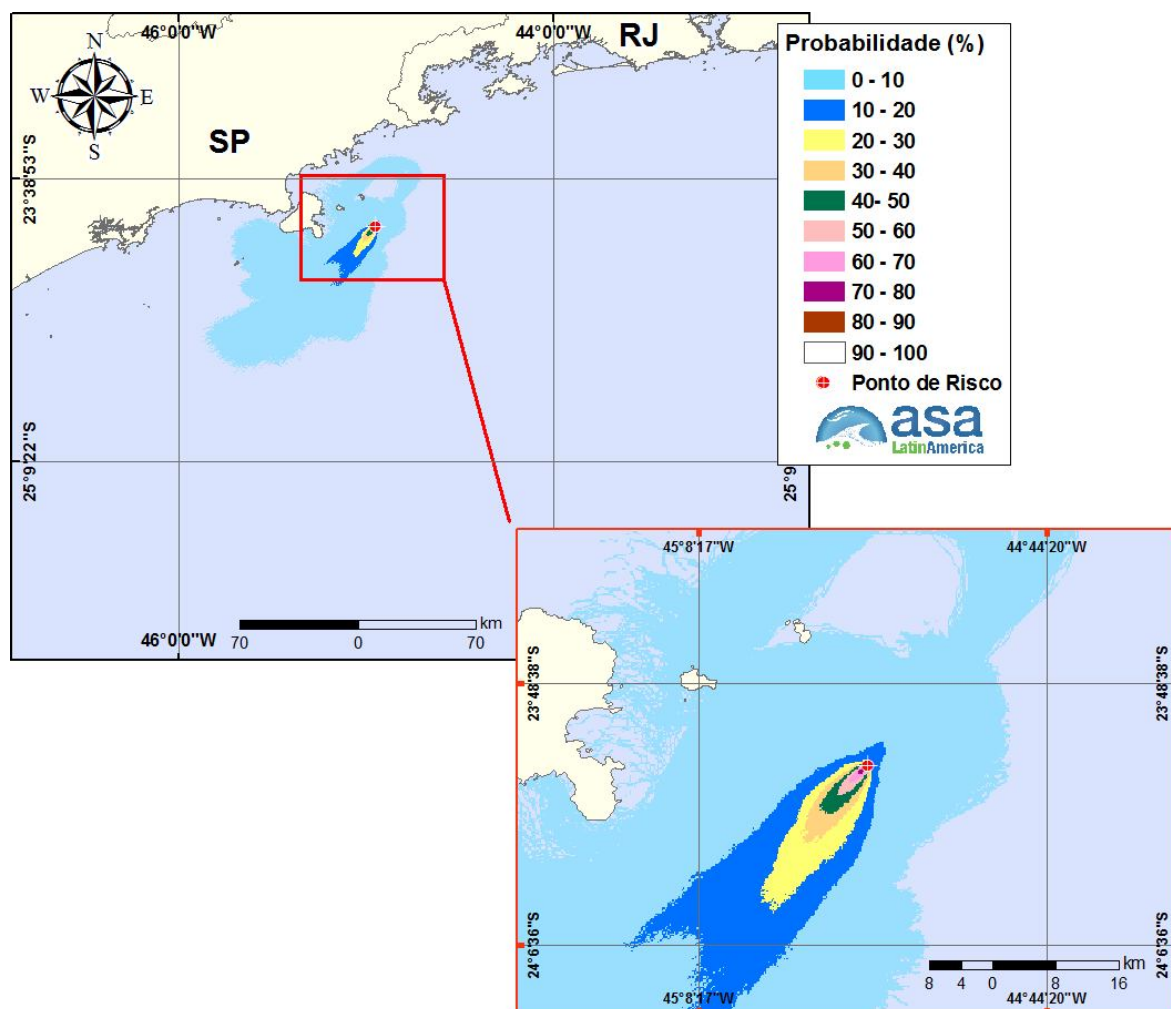 46°0'0"W
44°0'0"W
RJ
N
W
E
S
SP
23°38'53"S
25°9'22"S
25°9
46°0'0"W
70
0
70
km
Probabilidade (%)
0 - 10
10 - 20
20 - 30
30 - 40
40- 50
50 - 60
60 - 70
70 - 80
80 - 90
90 - 100
Ponto de Risco
asa
LatinAmerica
45°8'17"W
44°44'20"W
23°48'38"S
23°48'38"S
24°6'36"S
24°6'36"S
8 4 0 8 16
km
45°8'17"W
44°44'20"W